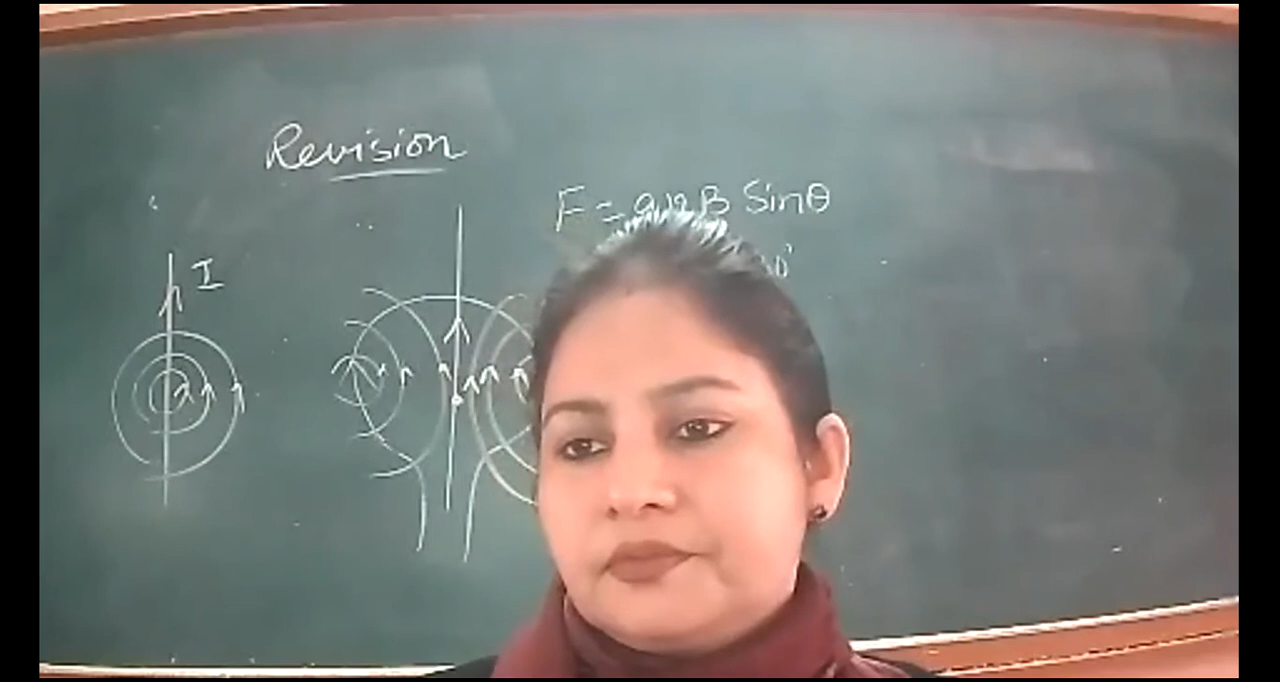 Revision
F = qvB Sinθ
I